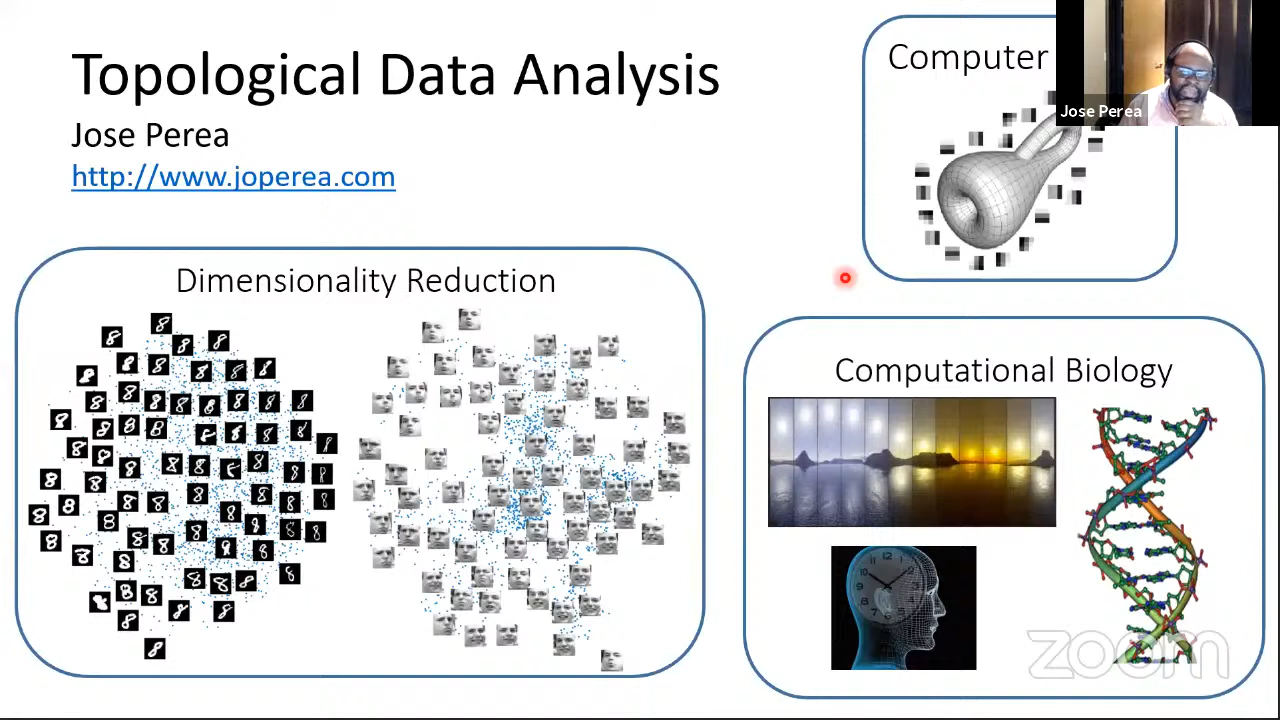 Topological Data Analysis
Jose Perea
http://www.joperea.com
Computer
Jose Perea
Dimensionality Reduction
Computational Biology
zoom